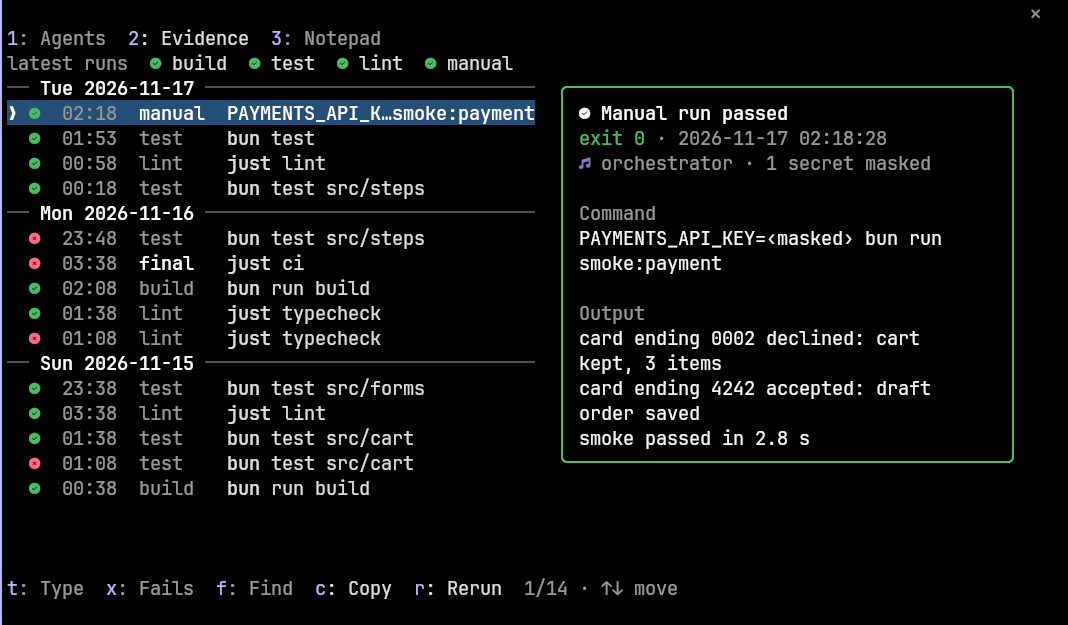 ×
1: Agents  2: Evidence  3: Notepad
latest runs  build  test  lint  manual
Tue 2026-11-17
❯ 02:18  manual  PAYMENTS_API_K…smoke:payment
01:53  test  bun test
00:58  lint  just lint
00:18  test  bun test src/steps
Mon 2026-11-16
23:48  test  bun test src/steps
03:38  final  just ci
02:08  build  bun run build
01:38  lint  just typecheck
01:08  lint  just typecheck
Sun 2026-11-15
23:38  test  bun test src/forms
03:38  lint  just lint
01:38  test  bun test src/cart
01:08  test  bun test src/cart
00:38  build  bun run build
Manual run passed
exit 0 · 2026-11-17 02:18:28
orchestrator · 1 secret masked
Command
PAYMENTS_API_KEY=‹masked› bun run
smoke:payment
Output
card ending 0002 declined: cart
kept, 3 items
card ending 4242 accepted: draft
order saved
smoke passed in 2.8 s
t: Type  x: Fails  f: Find  c: Copy  r: Rerun  1/14 · ↑↓ move